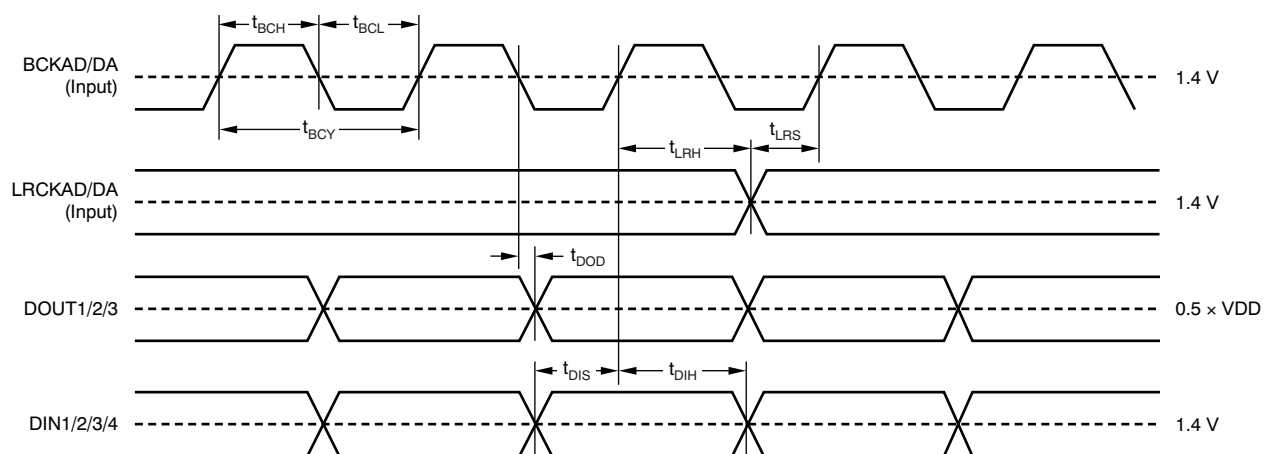 tBCH
tBCL
BCKAD/DA
(Input)
1.4 V
tBCY
tLRH
tLRS
LRCKAD/DA
(Input)
1.4 V
tDOD
DOUT1/2/3
0.5 × VDD
tDIS
tDIH
DIN1/2/3/4
1.4 V